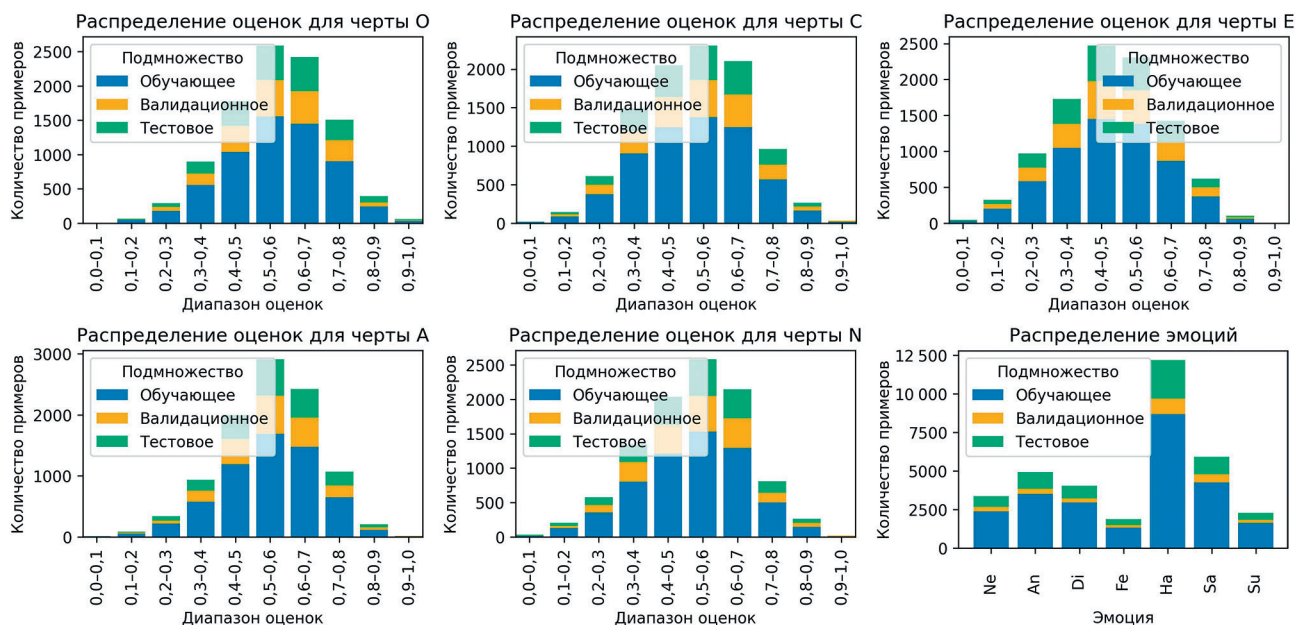 Распределение оценок для черты O
Количество примеров
2500
2000
1500
1000
500
0
Подмножество
Обучающее
Валидационное
Тестовое
0,0–0,1
0,1–0,2
0,2–0,3
0,3–0,4
0,4–0,5
0,5–0,6
0,6–0,7
0,7–0,8
0,8–0,9
0,9–1,0
Диапазон оценок
Распределение оценок для черты C
Количество примеров
2000
1500
1000
500
0
Подмножество
Обучающее
Валидационное
Тестовое
0,0–0,1
0,1–0,2
0,2–0,3
0,3–0,4
0,4–0,5
0,5–0,6
0,6–0,7
0,7–0,8
0,8–0,9
0,9–1,0
Диапазон оценок
Распределение оценок для черты E
Количество примеров
2500
2000
1500
1000
500
0
Подмножество
Обучающее
Валидационное
Тестовое
0,0–0,1
0,1–0,2
0,2–0,3
0,3–0,4
0,4–0,5
0,5–0,6
0,6–0,7
0,7–0,8
0,8–0,9
0,9–1,0
Диапазон оценок
Распределение оценок для черты A
Количество примеров
3000
2000
1000
0
Подмножество
Обучающее
Валидационное
Тестовое
0,0–0,1
0,1–0,2
0,2–0,3
0,3–0,4
0,4–0,5
0,5–0,6
0,6–0,7
0,7–0,8
0,8–0,9
0,9–1,0
Диапазон оценок
Распределение оценок для черты N
Количество примеров
2500
2000
1500
1000
500
0
Подмножество
Обучающее
Валидационное
Тестовое
0,0–0,1
0,1–0,2
0,2–0,3
0,3–0,4
0,4–0,5
0,5–0,6
0,6–0,7
0,7–0,8
0,8–0,9
0,9–1,0
Диапазон оценок
Распределение эмоций
Количество примеров
12 500
10 000
7 500
5000
2500
0
Подмножество
Обучающее
Валидационное
Тестовое
Ne
An
Di
Fe
Ha
Sa
Su
Эмоция